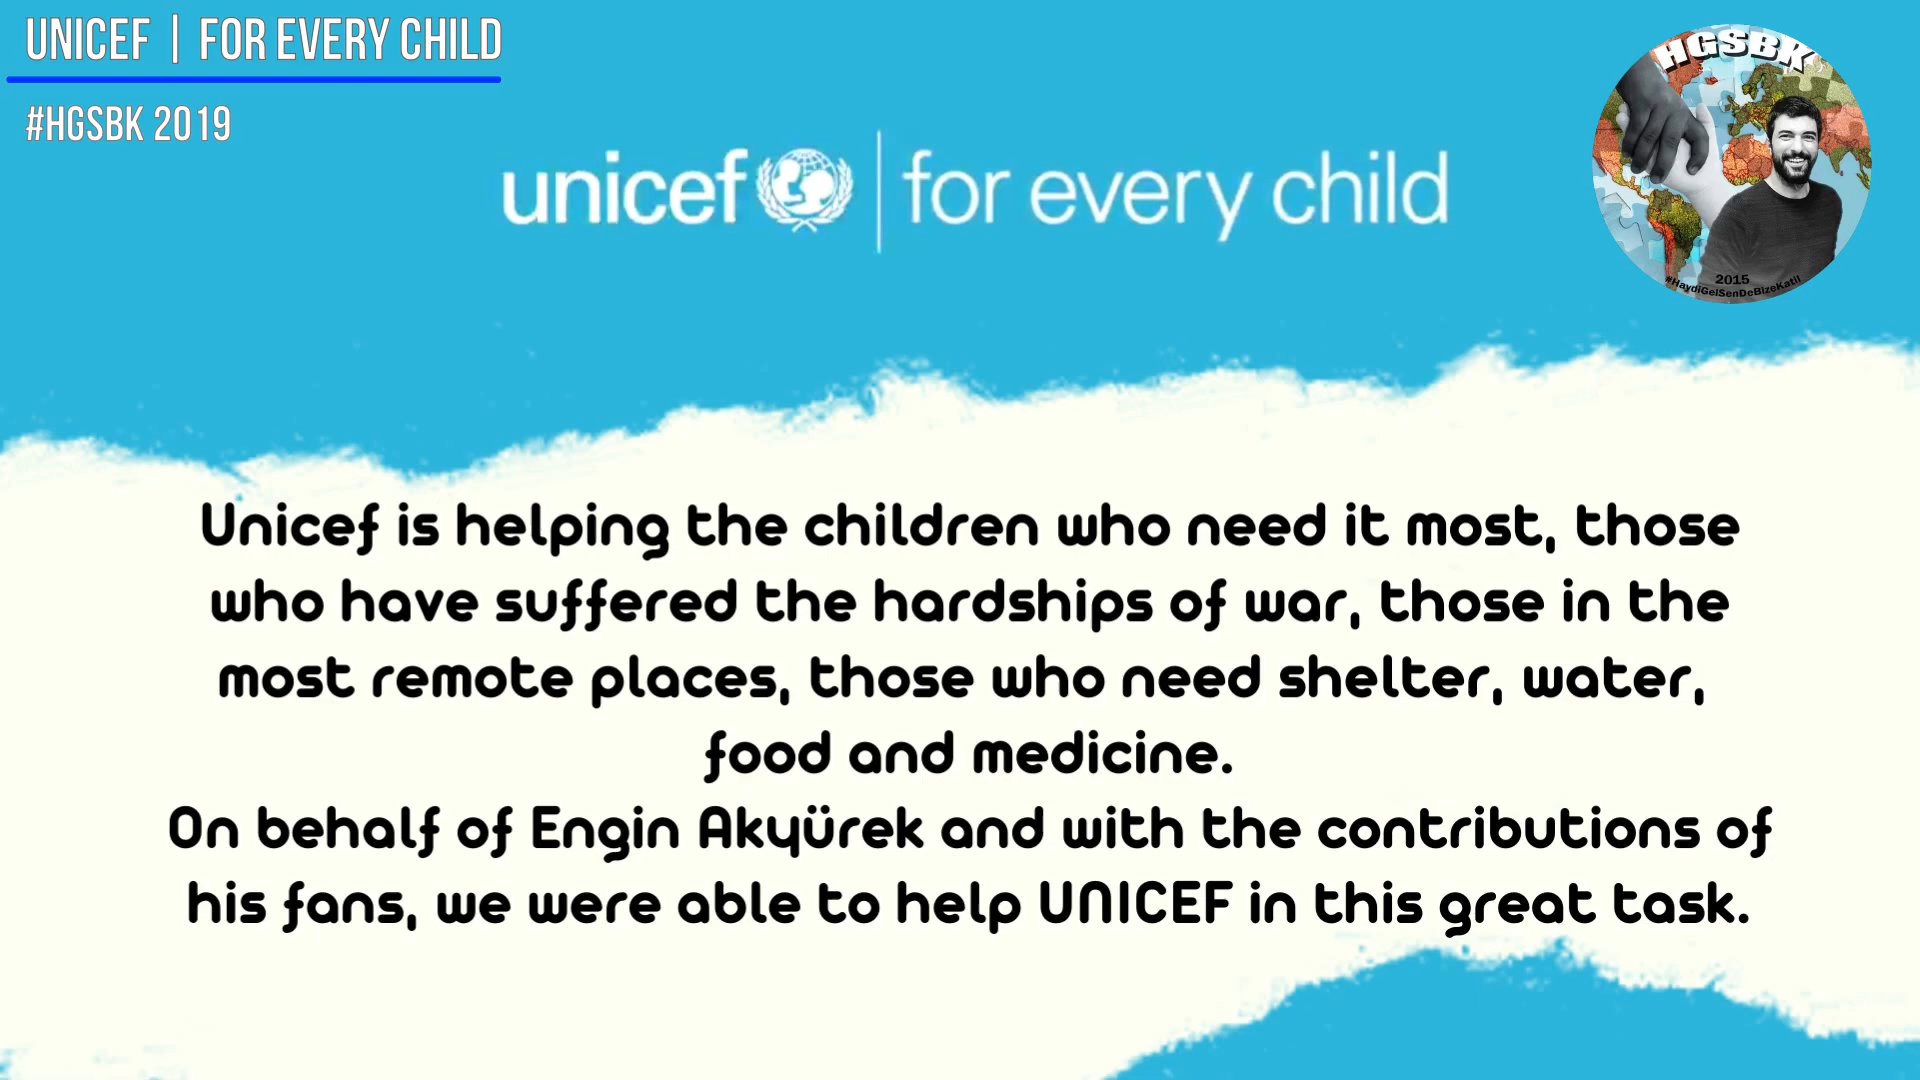 UNICEF | FOR EVERY CHILD
#HGSBK 2019
HGSBK
2015
#HaydiGelSenDeBizeKatil
unicef | for every child
Unicef is helping the children who need it most, those
who have suffered the hardships of war, those in the
most remote places, those who need shelter, water,
food and medicine.
On behalf of Engin Akyürek and with the contributions of
his fans, we were able to help UNICEF in this great task.